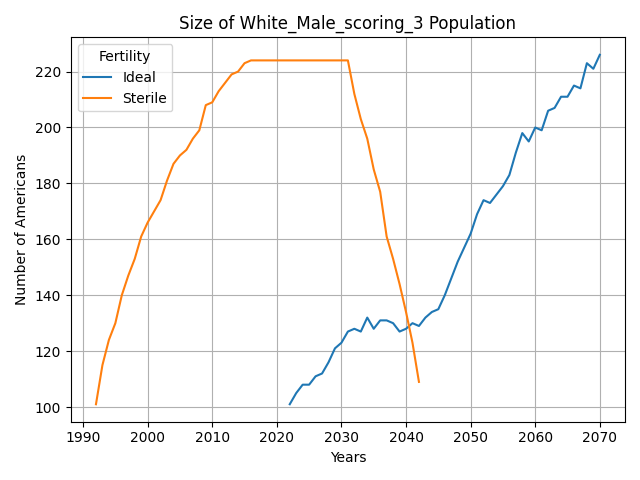 Size of White_Male_scoring_3 Population
Fertility
Ideal
Sterile
Number of Americans
220
200
180
160
140
120
100
1990 2000 2010 2020 2030 2040 2050 2060 2070
Years